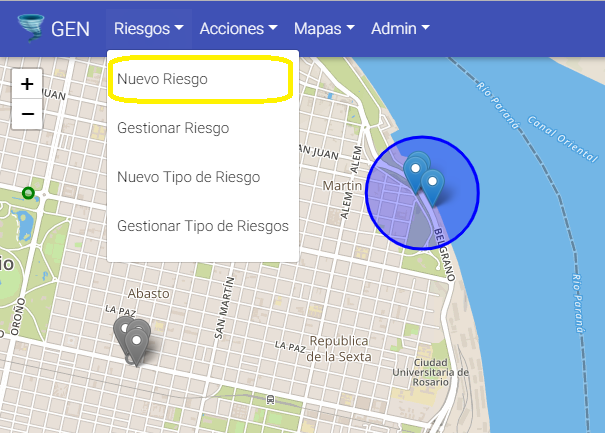 GEN
Riesgos
Acciones
Mapas
Admin
Nuevo Riesgo
Gestionar Riesgo
Nuevo Tipo de Riesgo
Gestionar Tipo de Riesgos
+
−
Río Paraná
Canal Oriental
JUAN
SAN JUAN
ALEM
Martin
ALEM
BELGRANO
Río Paraná
io
OROÑO
Abasto
LA PAZ
SAN MARTÍN
LA PAZ
República
de la Sexta
Ciudad
Universitaria de
Rosario